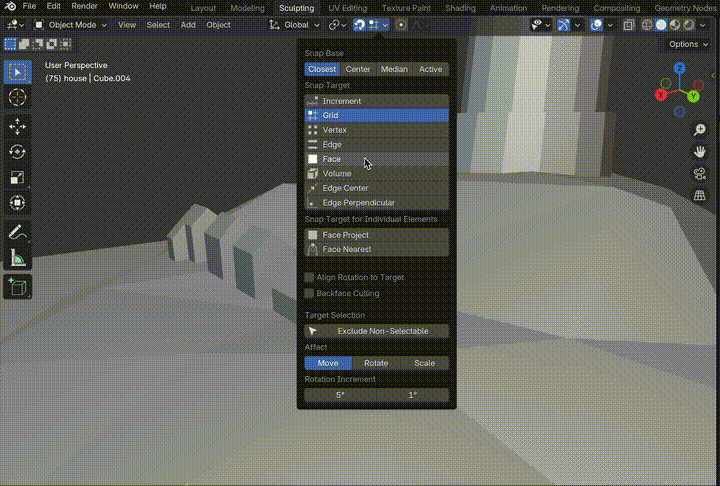 File Edit Render Window Help Layout Modeling Sculpting UV Editing Texture Paint Shading Animation Rendering Compositing Geometry Nodes
Object Mode View Select Add Object Global
Options
User Perspective
(75) house | Cube.004
Z
X Y
Snap Base
Closest Center Median Active
Snap Target
Increment
Grid
Vertex
Edge
Face
Volume
Edge Center
Edge Perpendicular
Snap Target for Individual Elements
Face Project
Face Nearest
Align Rotation to Target
Backface Culling
Target Selection
Exclude Non-Selectable
Affect
Move Rotate Scale
Rotation Increment
5° 1°